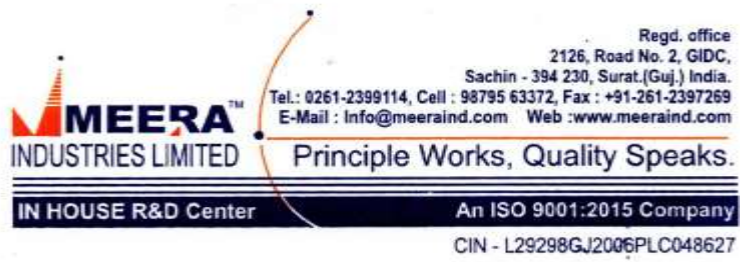 Regd. office
2126, Road No. 2, GIDC,
Sachin - 394 230, Surat.(Guj.) India.
Tel.: 0261-2399114, Cell : 98795 63372, Fax : +91-261-2397269
E-Mail : Info@meeraind.com Web :www.meeraind.com
MEERA™
INDUSTRIES LIMITED
Principle Works, Quality Speaks.
IN HOUSE R&D Center
An ISO 9001:2015 Company
CIN - L29298GJ2006PLC048627